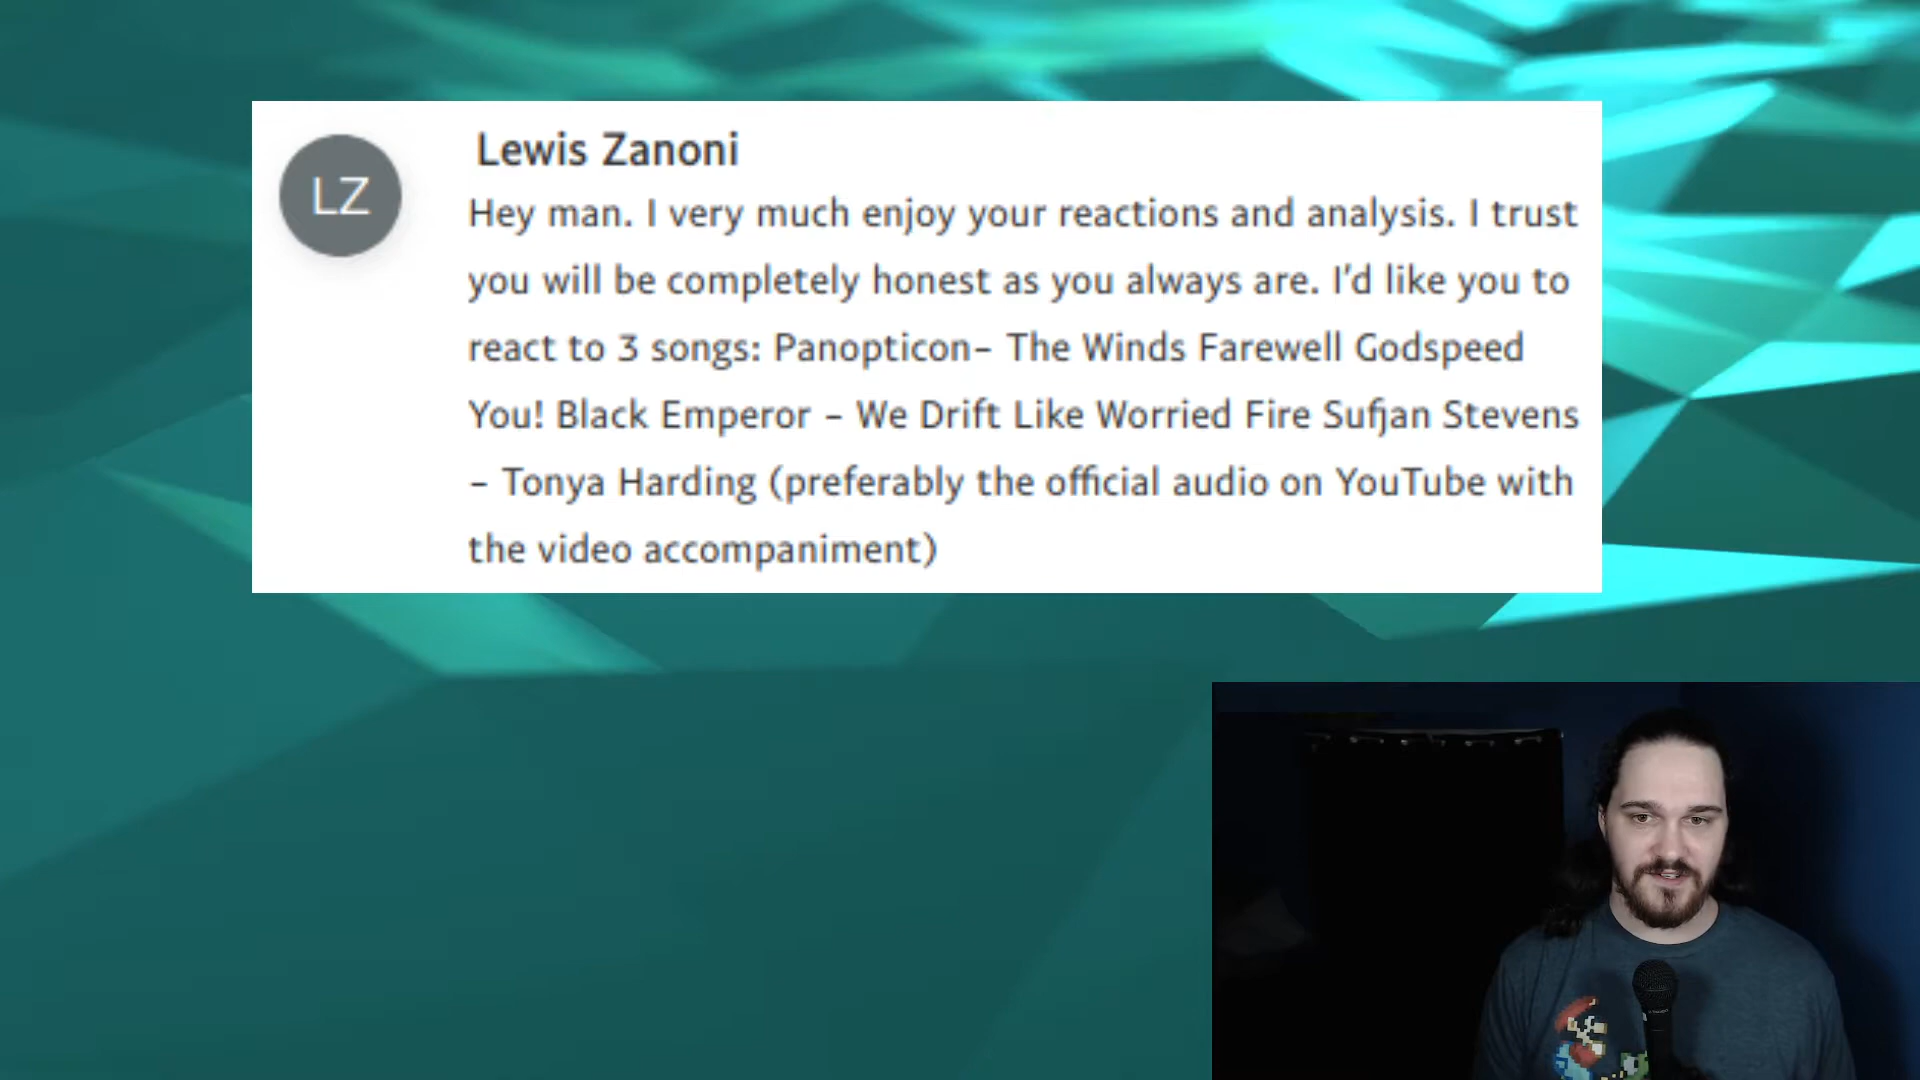 LZ
Lewis Zanoni
Hey man. I very much enjoy your reactions and analysis. I trust
you will be completely honest as you always are. I'd like you to
react to 3 songs: Panopticon- The Winds Farewell Godspeed
You! Black Emperor - We Drift Like Worried Fire Sufjan Stevens
- Tonya Harding (preferably the official audio on YouTube with
the video accompaniment)